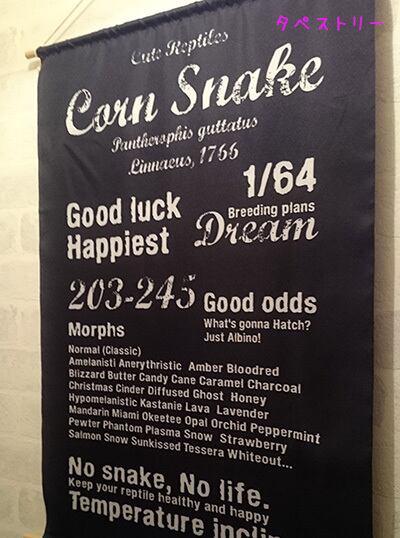 タペストリー
Cute Reptiles
Corn Snake
Pantherophis guttatus
Linnaeus, 1766
Good luck
Happiest
1/64
Breeding plans
Dream
203-245
Good odds
What's gonna Hatch?
Just Albino!
Morphs
Normal (Classic)
Amelanisti Anerythristic Amber Bloodred
Blizzard Butter Candy Cane Caramel Charcoal
Christmas Cinder Diffused Ghost Honey
Hypomelanistic Kastanie Lava Lavender
Mandarin Miami Okeetee Opal Orchid Peppermint
Pewter Phantom Plasma Snow Strawberry
Salmon Snow Sunkissed Tessera Whiteout...
No snake, No life.
Keep your reptile healthy and happy
Temperature incli